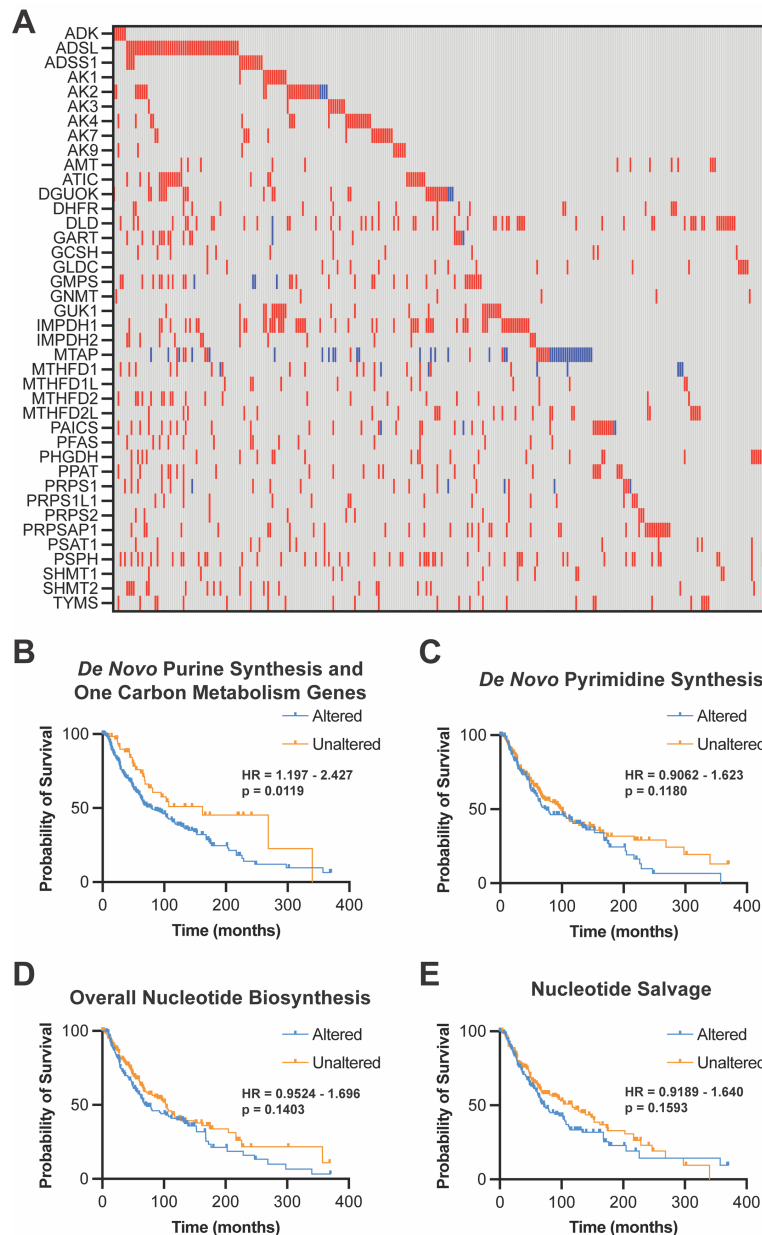 A
ADK
ADSL
ADSS1
AK1
AK2
AK3
AK4
AK7
AK9
AMT
ATIC
DGUOK
DHFR
DLD
GART
GCSH
GLDC
GMPS
GNMT
GUK1
IMPDH1
IMPDH2
MTAP
MTHFD1
MTHFD1L
MTHFD2
MTHFD2L
PAICS
PFAS
PHGDH
PPAT
PRPS1
PRPS1L1
PRPS2
PRPSAP1
PSAT1
PSPH
SHMT1
SHMT2
TYMS
B
De Novo Purine Synthesis and
One Carbon Metabolism Genes
Altered
Unaltered
HR = 1.197 - 2.427
p = 0.0119
Probability of Survival
100
50
0
0 100 200 300 400
Time (months)
C
De Novo Pyrimidine Synthesis
Altered
Unaltered
HR = 0.9062 - 1.623
p = 0.1180
Probability of Survival
100
50
0
0 100 200 300 400
Time (months)
D
Overall Nucleotide Biosynthesis
Altered
Unaltered
HR = 0.9524 - 1.696
p = 0.1403
Probability of Survival
100
50
0
0 100 200 300 400
Time (months)
E
Nucleotide Salvage
Altered
Unaltered
HR = 0.9189 - 1.640
p = 0.1593
Probability of Survival
100
50
0
0 100 200 300 400
Time (months)